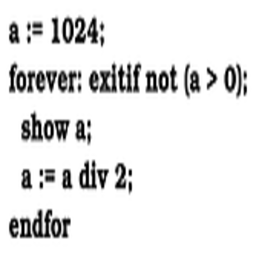 a := 1024;
forever: exitif not (a > 0);
show a;
a := a div 2;
endfor